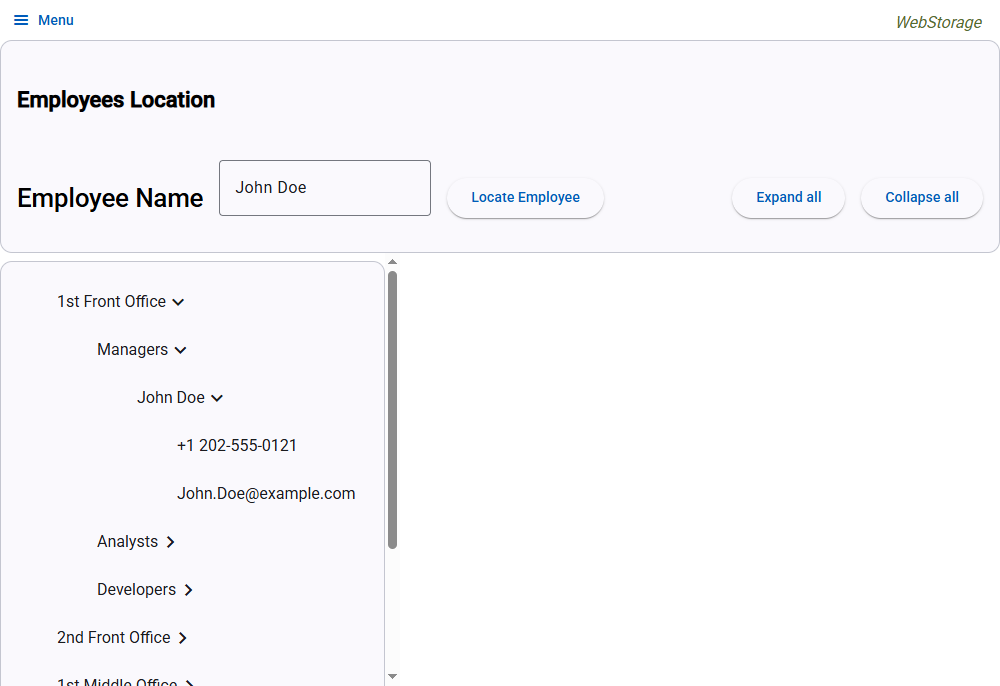 Menu
WebStorage
Employees Location
Employee Name
John Doe
Locate Employee
Expand all
Collapse all
1st Front Office
Managers
John Doe
+1 202-555-0121
John.Doe@example.com
Analysts
Developers
2nd Front Office
1st Middle Office